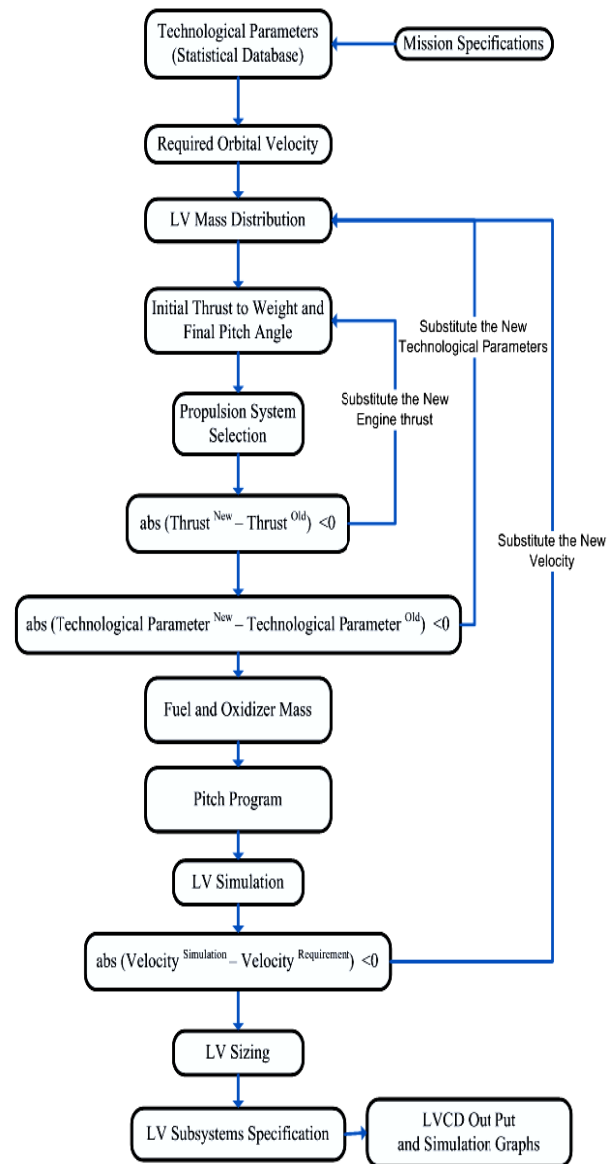 Technological Parameters
(Statistical Database)
Mission Specifications
Required Orbital Velocity
LV Mass Distribution
Initial Thrust to Weight and
Final Pitch Angle
Substitute the New
Technological Parameters
Propulsion System
Selection
Substitute the New
Engine thrust
abs (Thrust New – Thrust Old) <0
Substitute the New
Velocity
abs (Technological Parameter New – Technological Parameter Old) <0
Fuel and Oxidizer Mass
Pitch Program
LV Simulation
abs (Velocity Simulation – Velocity Requirement) <0
LV Sizing
LV Subsystems Specification
LVCD Out Put
and Simulation Graphs